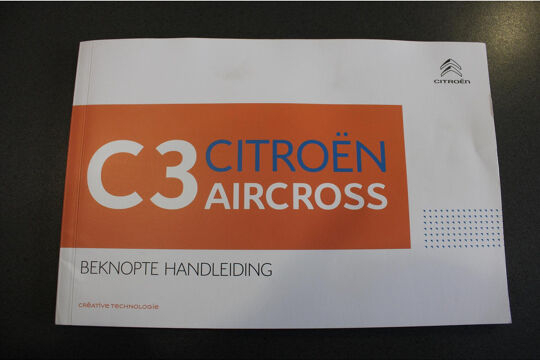 CITROËN
C3 CITROËN
AIRCROSS
BEKNOPTE HANDLEIDING
CRÉATIVE TECHNOLOGIE